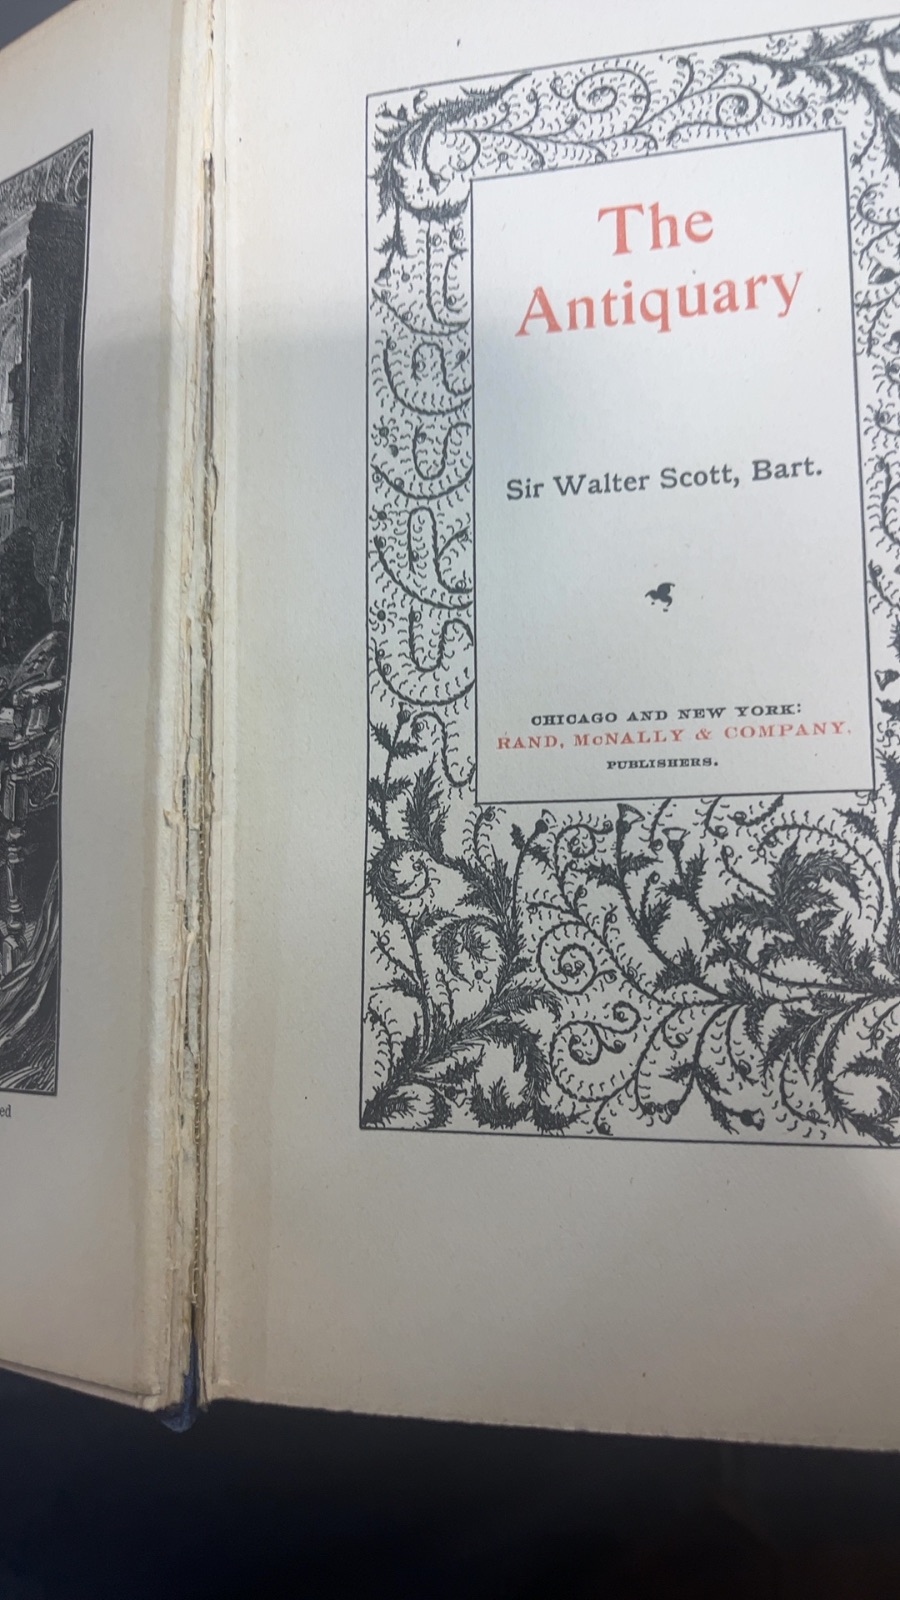 The
Antiquary
Sir Walter Scott, Bart.
CHICAGO AND NEW YORK:
RAND, McNALLY & COMPANY,
PUBLISHERS.